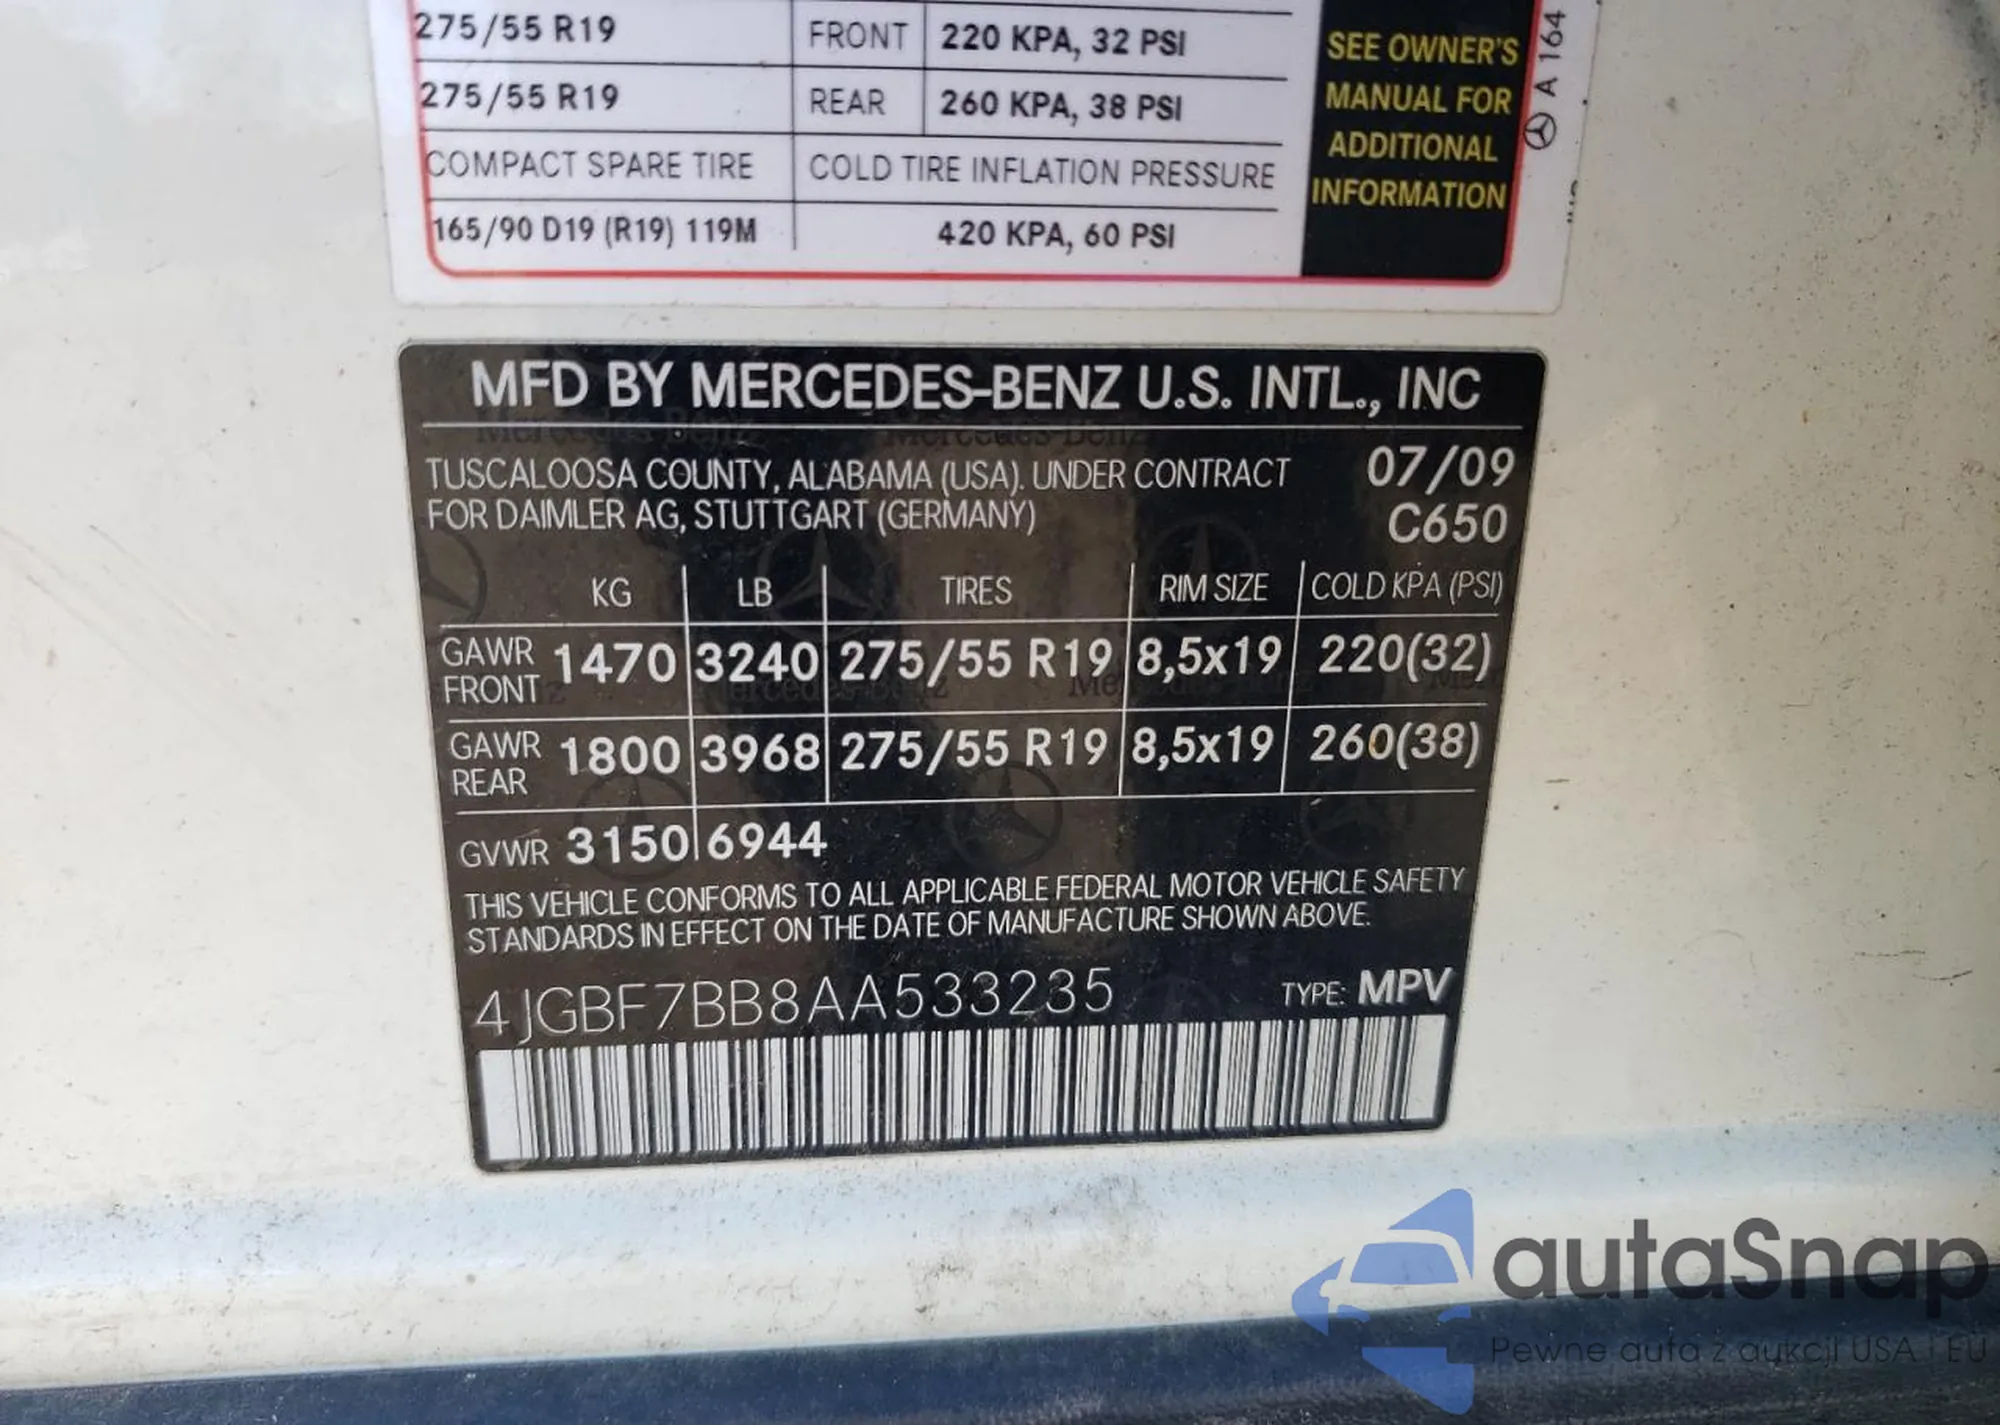 275/55 R19 FRONT 220 KPA, 32 PSI
275/55 R19 REAR 260 KPA, 38 PSI
COMPACT SPARE TIRE COLD TIRE INFLATION PRESSURE
165/90 D19 (R19) 119M 420 KPA, 60 PSI
SEE OWNER'S
MANUAL FOR
ADDITIONAL
INFORMATION
A 164
MFD BY MERCEDES-BENZ U.S. INTL., INC
TUSCALOOSA COUNTY, ALABAMA (USA). UNDER CONTRACT 07/09
FOR DAIMLER AG, STUTTGART (GERMANY) C650
KG LB TIRES RIM SIZE COLD KPA (PSI)
GAWR FRONT 1470 3240 275/55 R19 8,5x19 220(32)
GAWR REAR 1800 3968 275/55 R19 8,5x19 260(38)
GVWR 3150 6944
THIS VEHICLE CONFORMS TO ALL APPLICABLE FEDERAL MOTOR VEHICLE SAFETY
STANDARDS IN EFFECT ON THE DATE OF MANUFACTURE SHOWN ABOVE.
4JGBF7BB8AA533235 TYPE: MPV
autaSnap
Pewne auta z aukcji USA i EU